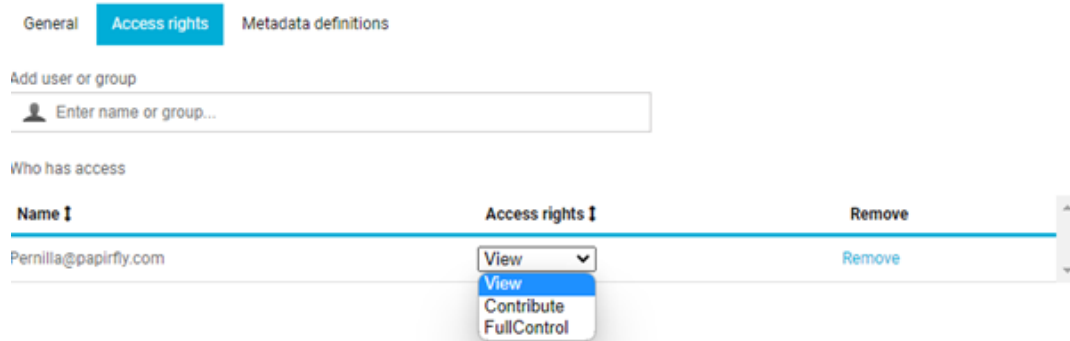 General Access rights Metadata definitions
Add user or group
Enter name or group...
Who has access
Name Access rights Remove
Pernilla@papirfly.com View Remove
View
Contribute
FullControl